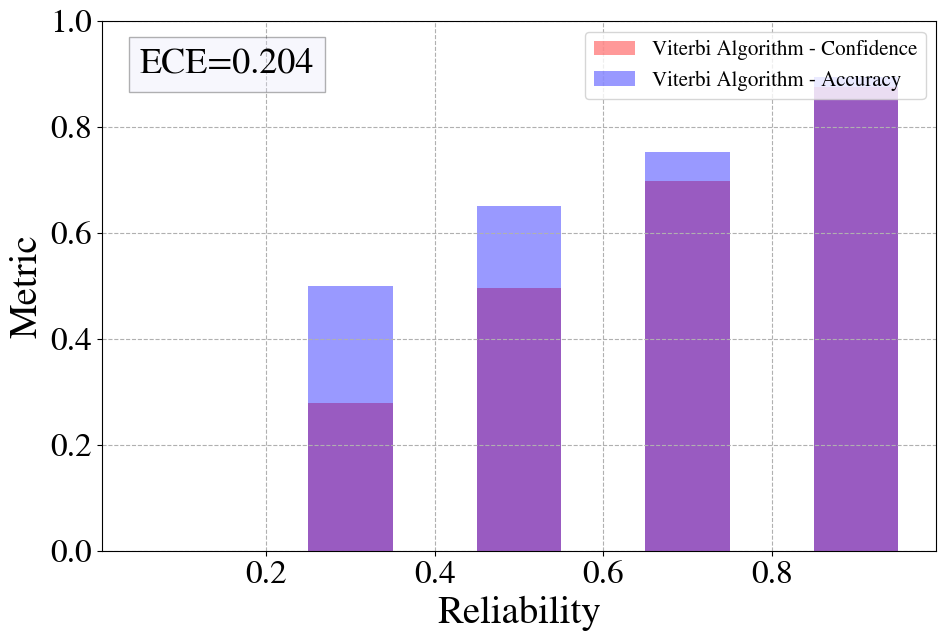 ECE=0.204
Viterbi Algorithm - Confidence
Viterbi Algorithm - Accuracy
1.0
0.8
0.6
0.4
0.2
0.0
Metric
0.2 0.4 0.6 0.8
Reliability